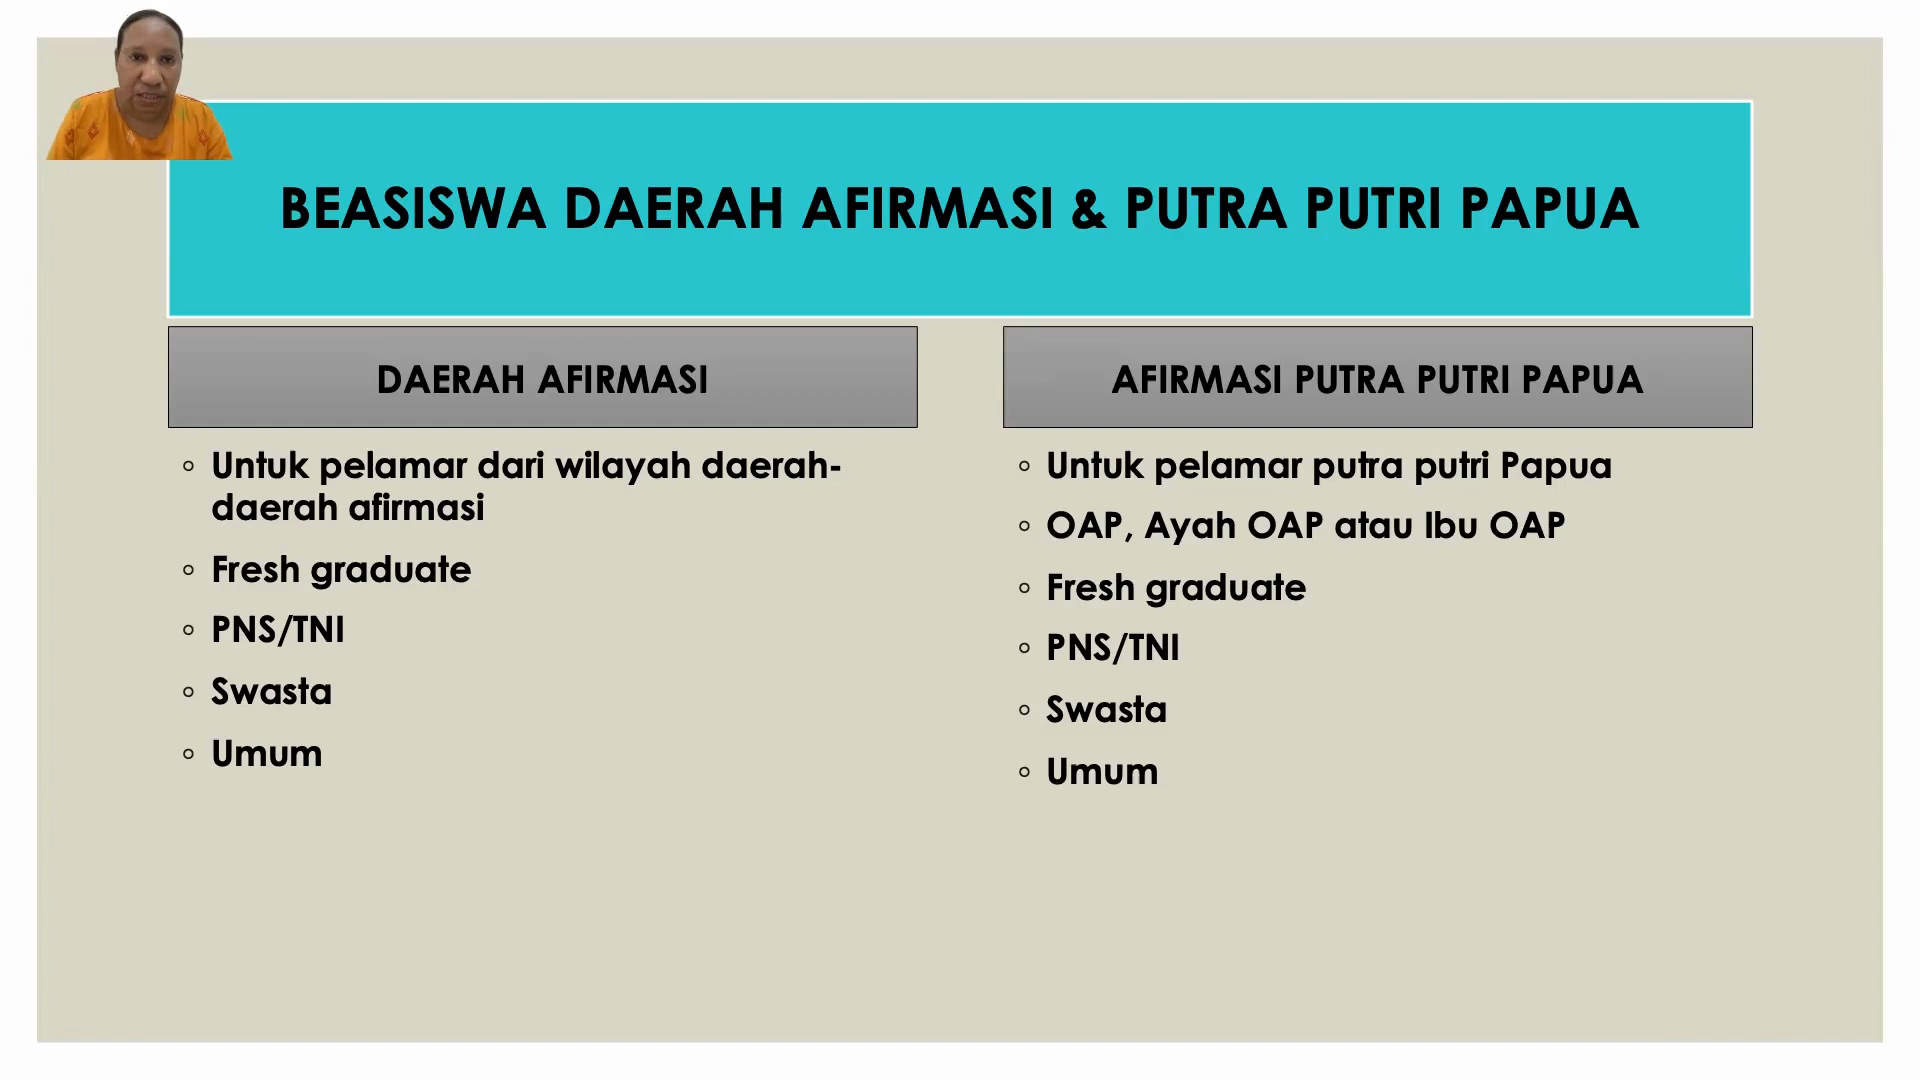 BEASISWA DAERAH AFIRMASI & PUTRA PUTRI PAPUA
DAERAH AFIRMASI
Untuk pelamar dari wilayah daerah-
daerah afirmasi
Fresh graduate
PNS/TNI
Swasta
Umum
AFIRMASI PUTRA PUTRI PAPUA
Untuk pelamar putra putri Papua
OAP, Ayah OAP atau Ibu OAP
Fresh graduate
PNS/TNI
Swasta
Umum